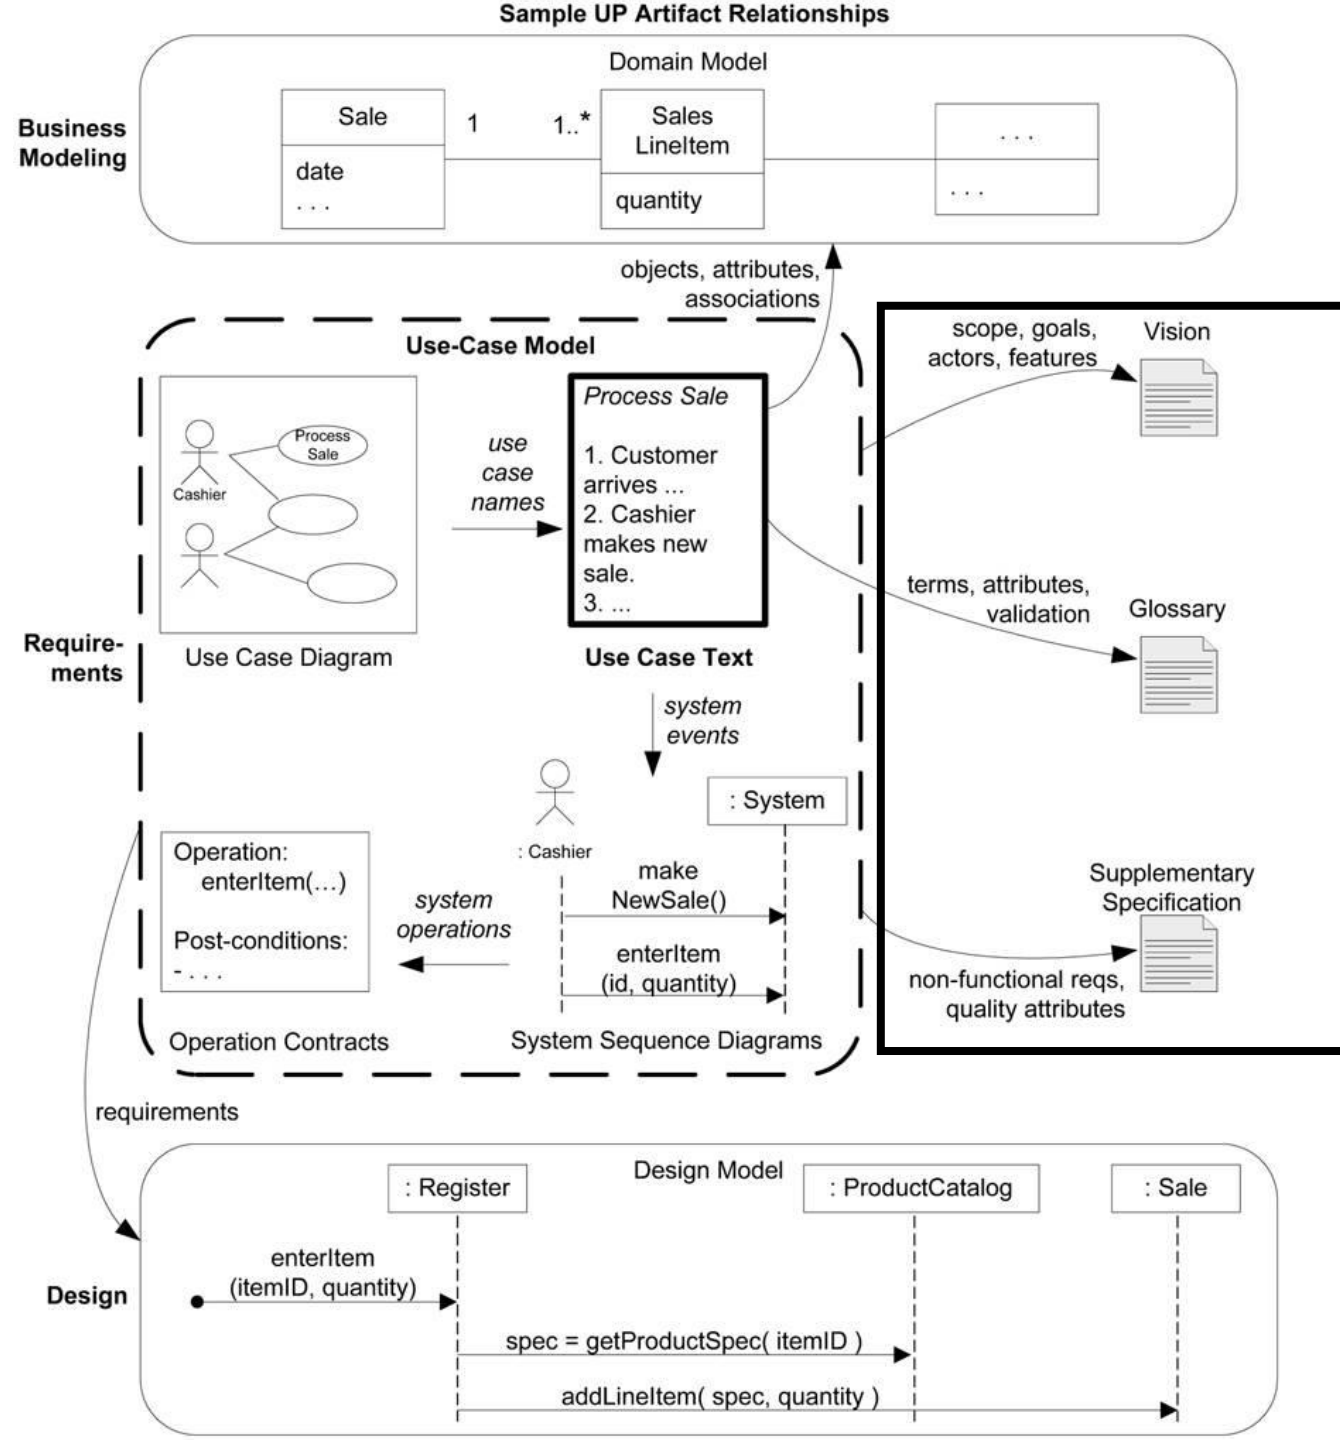 Sample UP Artifact Relationships
Domain Model
Business
Modeling
Sale
1
1..*
Sales
LineItem
. . .
date
. . .
quantity
. . .
objects, attributes,
associations
Use-Case Model
Process
Sale
Cashier
Use Case Diagram
use
case
names
Process Sale
1. Customer
arrives ...
2. Cashier
makes new
sale.
3. ...
Use Case Text
scope, goals,
actors, features
Vision
terms, attributes,
validation
Glossary
Require-
ments
system
events
: Cashier
: System
make
NewSale()
enterItem
(id, quantity)
System Sequence Diagrams
system
operations
Operation:
enterItem(…)
Post-conditions:
- . . .
Operation Contracts
Supplementary
Specification
non-functional reqs,
quality attributes
requirements
Design Model
Design
: Register
: ProductCatalog
: Sale
enterItem
(itemID, quantity)
spec = getProductSpec( itemID )
addLineItem( spec, quantity )